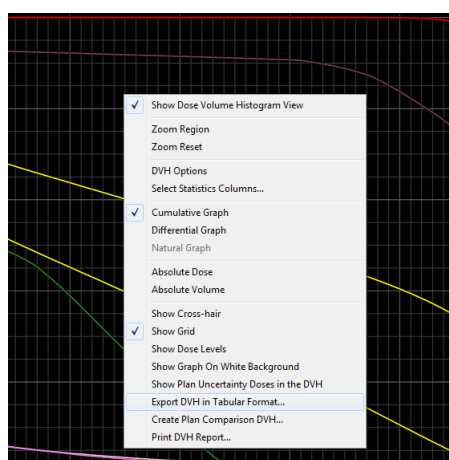 Show Dose Volume Histogram View
Zoom Region
Zoom Reset
DVH Options
Select Statistics Columns...
Cumulative Graph
Differential Graph
Natural Graph
Absolute Dose
Absolute Volume
Show Cross-hair
Show Grid
Show Dose Levels
Show Graph On White Background
Show Plan Uncertainty Doses in the DVH
Export DVH in Tabular Format...
Create Plan Comparison DVH...
Print DVH Report...